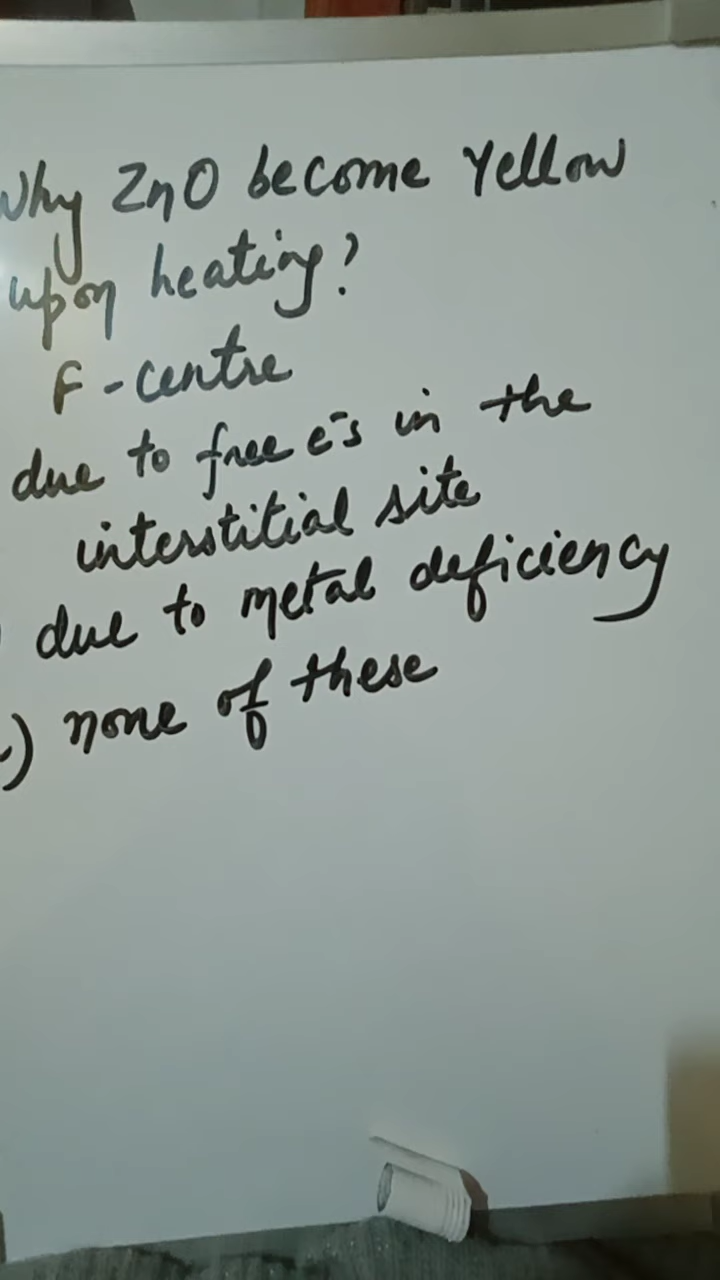 Why ZnO become Yellow
upon heating?
F-centre
due to free e⁻s in the
interstitial site
due to metal deficiency
.) none of these